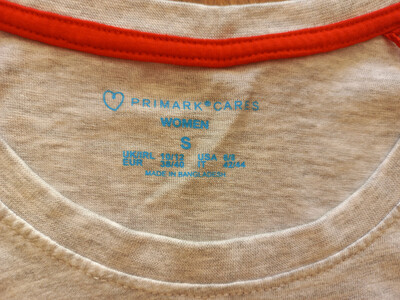 PRIMARK®CARES
WOMEN
S
UK/IRL 10/12 USA 6/8
EUR 38/40 IT 42/44
MADE IN BANGLADESH